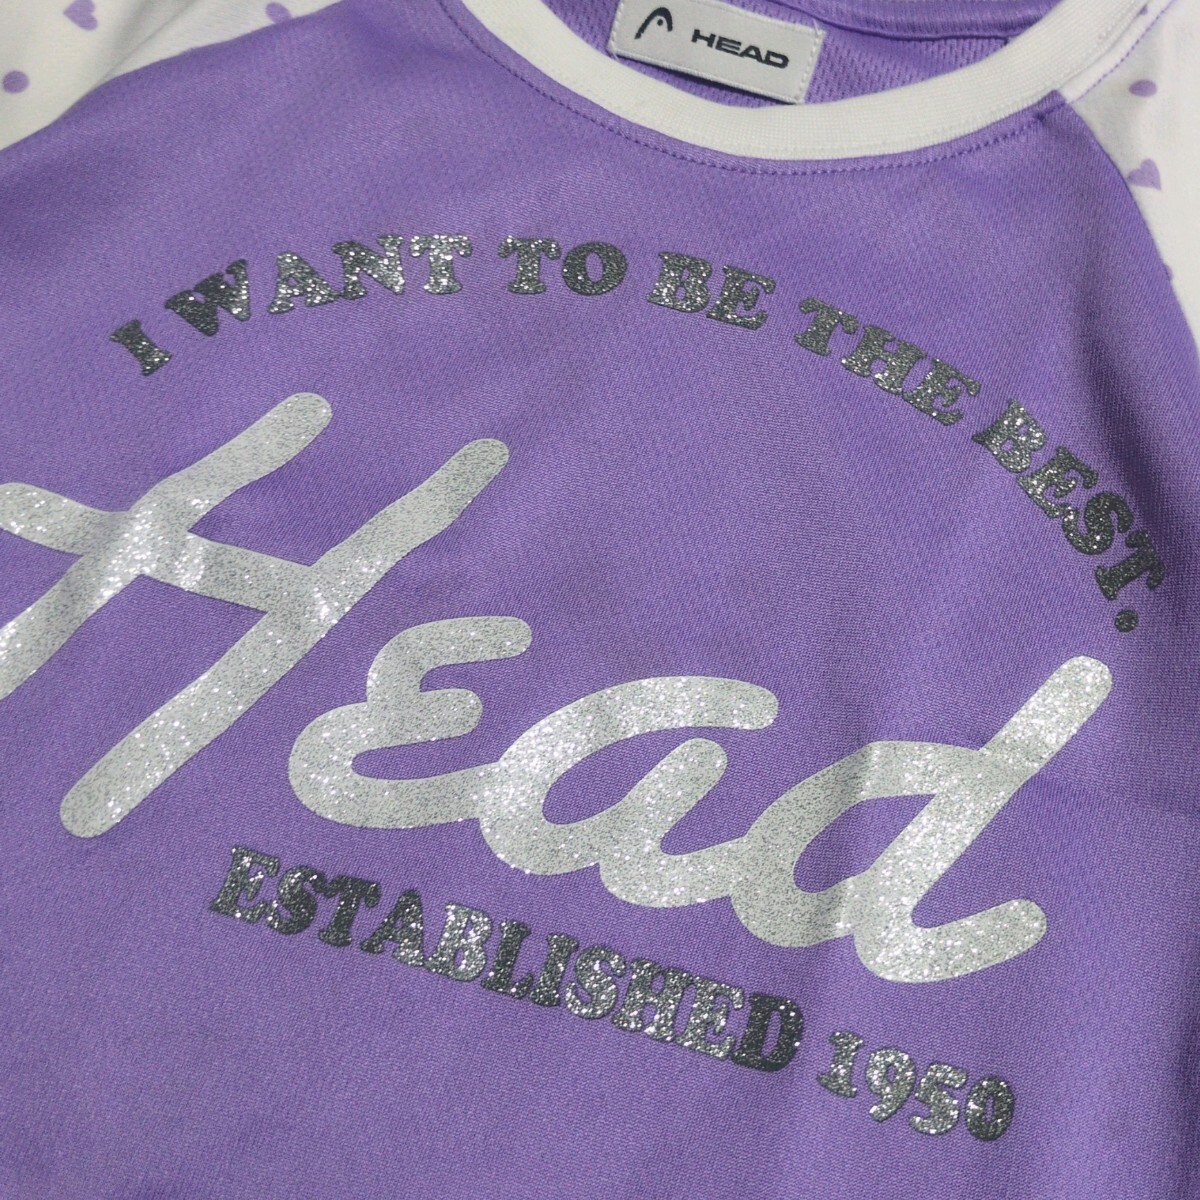 HEAD
I WANT TO BE THE BEST.
Head
ESTABLISHED 1950